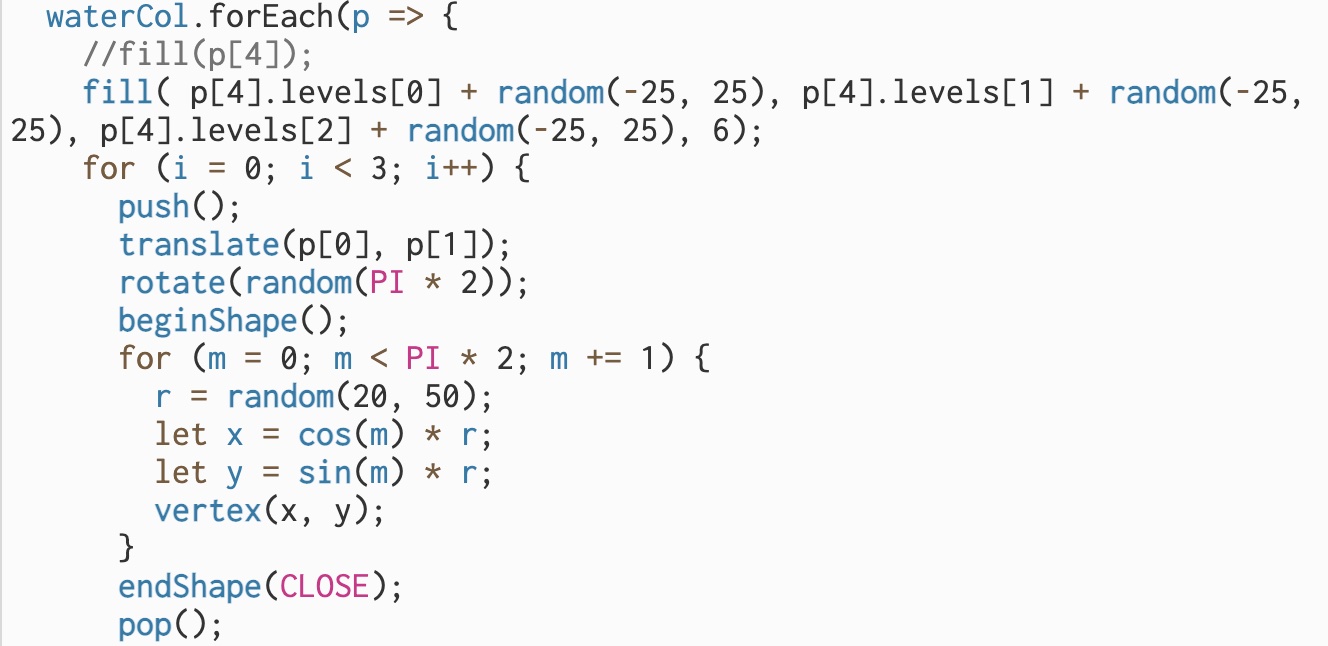 waterCol.forEach(p => {
//fill(p[4]);
fill( p[4].levels[0] + random(-25, 25), p[4].levels[1] + random(-25,
25), p[4].levels[2] + random(-25, 25), 6);
for (i = 0; i < 3; i++) {
push();
translate(p[0], p[1]);
rotate(random(PI * 2));
beginShape();
for (m = 0; m < PI * 2; m += 1) {
r = random(20, 50);
let x = cos(m) * r;
let y = sin(m) * r;
vertex(x, y);
}
endShape(CLOSE);
pop();